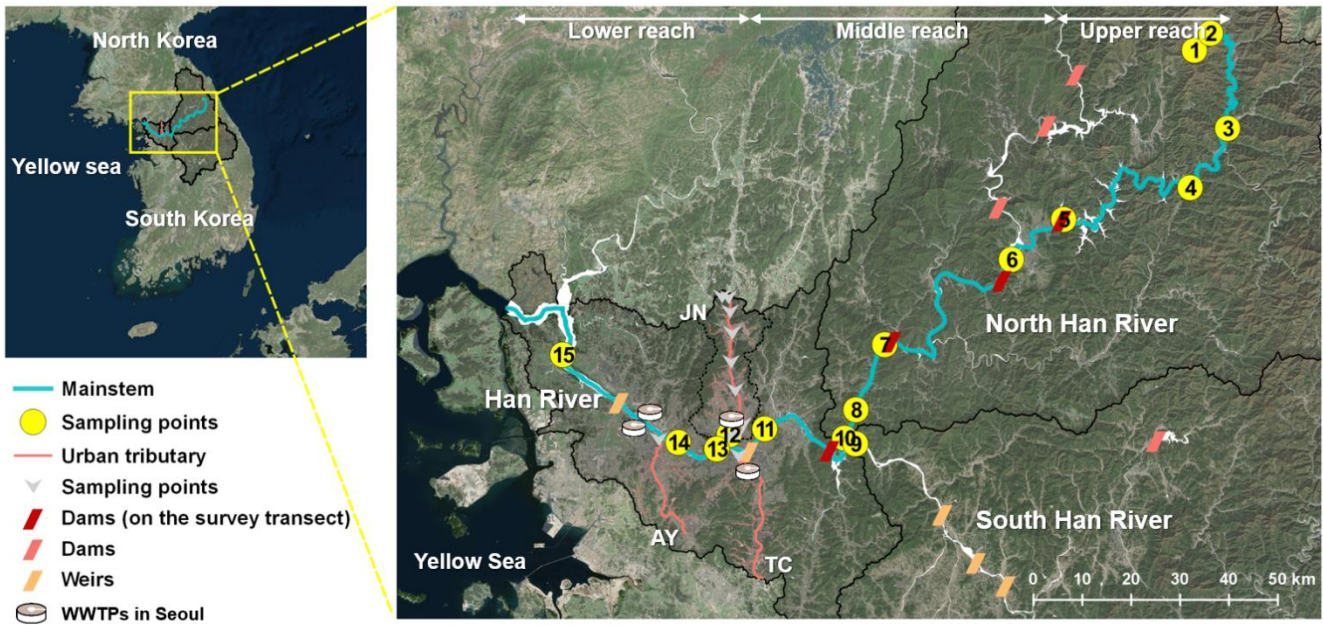 North Korea
Yellow sea
South Korea
Mainstem
Sampling points
Urban tributary
Sampling points
Dams (on the survey transect)
Dams
Weirs
WWTPs in Seoul
Lower reach
Middle reach
Upper reach
2
1
3
4
5
6
North Han River
7
JN
15
Han River
8
11
12
10
14
13
9
South Han River
AY
TC
Yellow Sea
0 10 20 30 40 50 km